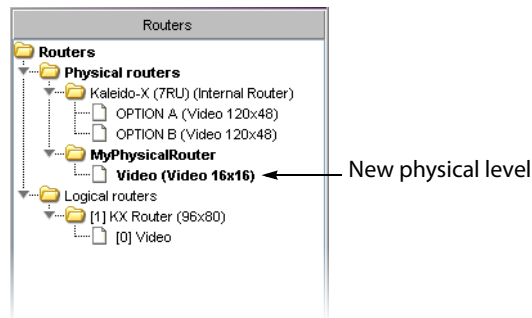 Routers
Routers
Physical routers
Kaleido-X (7RU) (Internal Router)
OPTION A (Video 120x48)
OPTION B (Video 120x48)
MyPhysicalRouter
Video (Video 16x16)
New physical level
Logical routers
[1] KX Router (96x80)
[0] Video